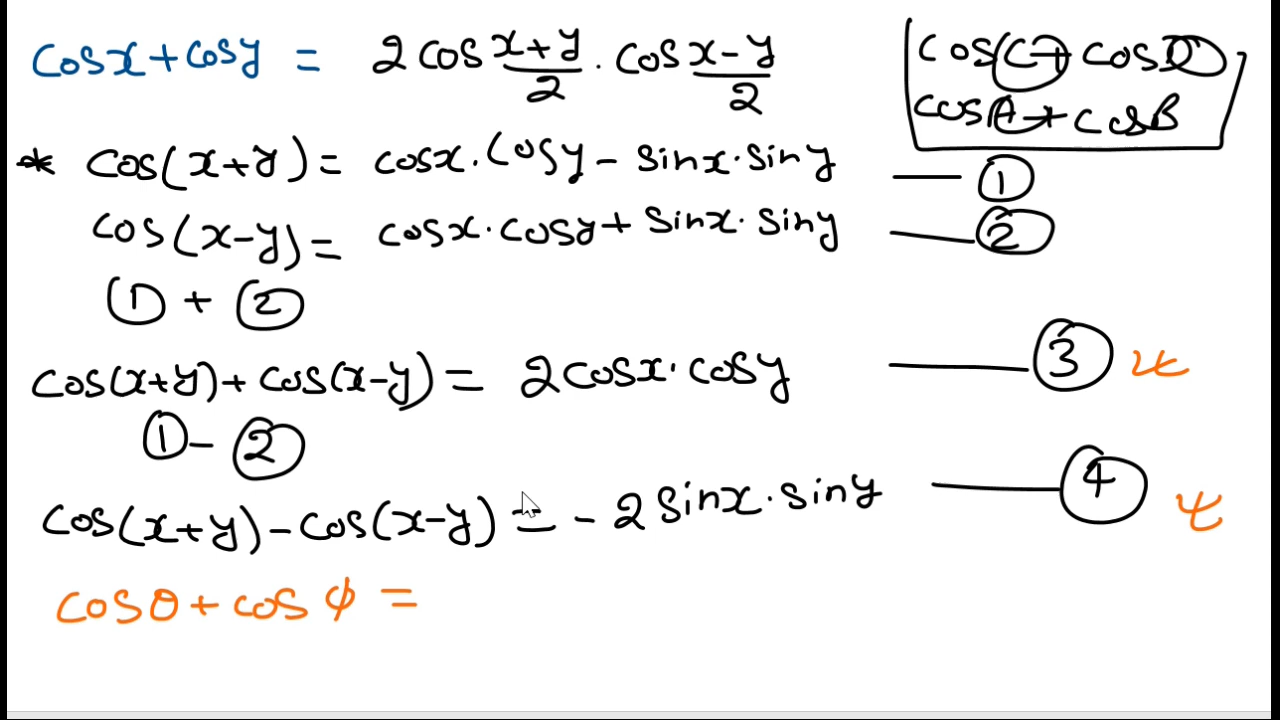 cosx + cosy = 2cos (x+y)/2 . cos (x-y)/2
cosC + cosD
cosA + cosB
* cos(x+y) = cosx.cosy - sinx.siny — ①
cos(x-y) = cosx.cosy + sinx.siny — ②
① + ②
cos(x+y) + cos(x-y) = 2cosx.cosy — ③
① - ②
cos(x+y) - cos(x-y) = - 2sinx.siny — ④
cosθ + cosϕ =